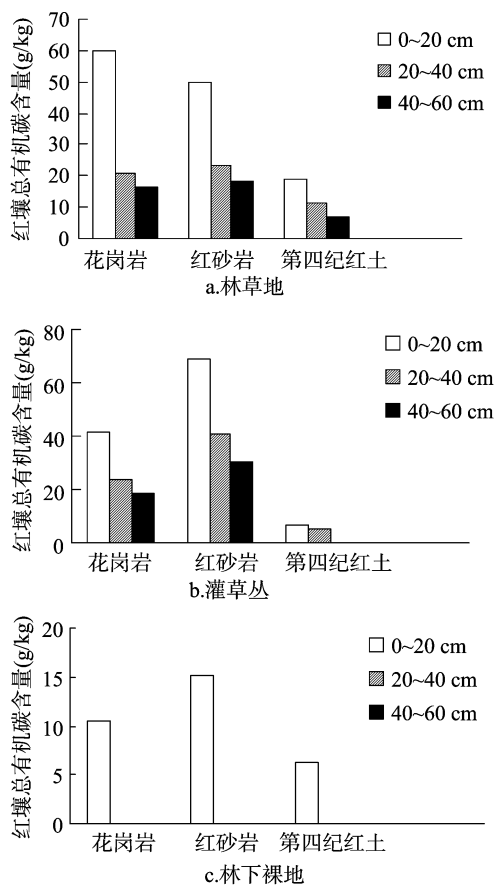 红壤总有机碳含量(g/kg)
70
60
50
40
30
20
10
0
0~20 cm
20~40 cm
40~60 cm
花岗岩 红砂岩 第四纪红土
a.林草地
红壤总有机碳含量(g/kg)
80
60
40
20
0
0~20 cm
20~40 cm
40~60 cm
花岗岩 红砂岩 第四纪红土
b.灌草丛
红壤总有机碳含量(g/kg)
20
15
10
5
0
0~20 cm
20~40 cm
40~60 cm
花岗岩 红砂岩 第四纪红土
c.林下裸地